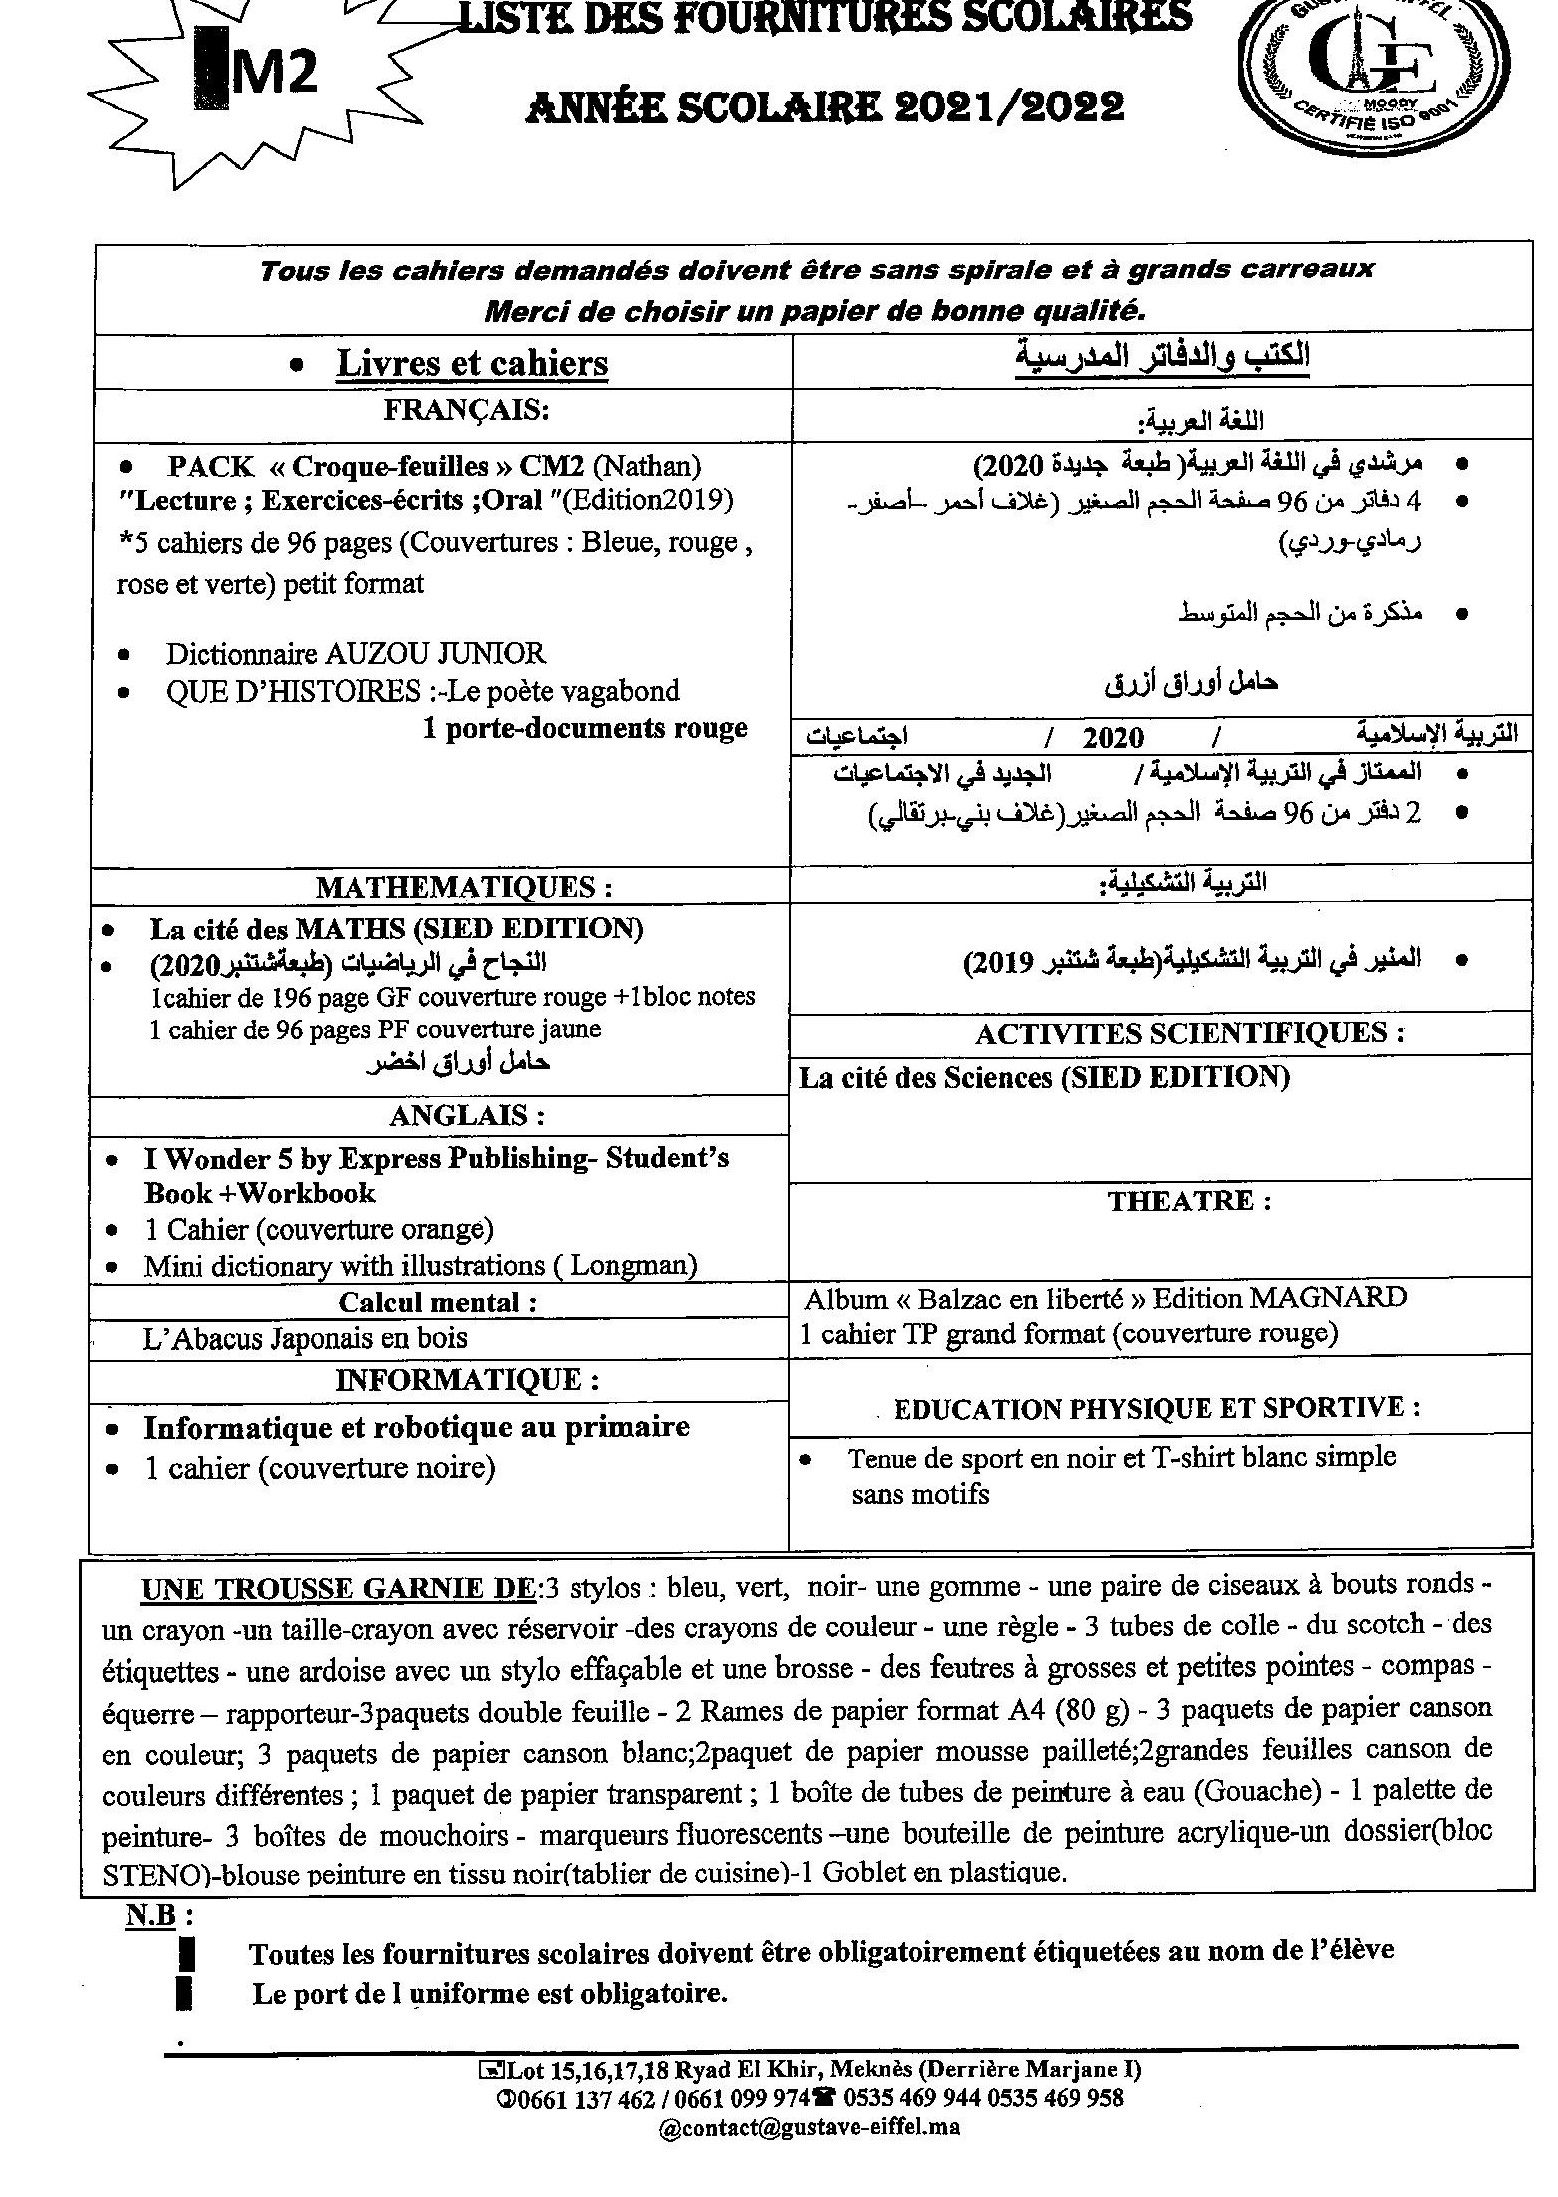 LISTE DES FOURNITURES SCOLAIRES
M2
ANNÉE SCOLAIRE 2021/2022
GE
MOODY
CERTIFIÉ ISO 9001
Tous les cahiers demandés doivent être sans spirale et à grands carreaux
Merci de choisir un papier de bonne qualité.
• Livres et cahiers
FRANÇAIS:
• PACK « Croque-feuilles » CM2 (Nathan)
"Lecture ; Exercices-écrits ;Oral "(Edition2019)
*5 cahiers de 96 pages (Couvertures : Bleue, rouge ,
rose et verte) petit format
• Dictionnaire AUZOU JUNIOR
• QUE D'HISTOIRES :-Le poète vagabond
1 porte-documents rouge
الكتب والدفاتر المدرسية
اللغة العربية:
• مرشدي في اللغة العربية( طبعة جديدة 2020)
• 4 دفاتر من 96 صفحة الحجم الصغير (غلاف أحمر –أصفر-
رمادي-وردي)
• مذكرة من الحجم المتوسط
حامل أوراق أزرق
التربية الإسلامية / 2020 / اجتماعيات
• الممتاز في التربية الإسلامية / الجديد في الاجتماعيات
• 2 دفتر من 96 صفحة الحجم الصغير(غلاف بني-برتقالي)
MATHEMATIQUES :
• La cité des MATHS (SIED EDITION)
• النجاح في الرياضيات (طبعةشتنبر2020)
1cahier de 196 page GF couverture rouge +1bloc notes
1 cahier de 96 pages PF couverture jaune
حامل أوراق اخضر
التربية التشكيلية:
• المنير في التربية التشكيلية(طبعة شتنبر 2019)
ACTIVITES SCIENTIFIQUES :
La cité des Sciences (SIED EDITION)
ANGLAIS :
• I Wonder 5 by Express Publishing- Student's
Book +Workbook
• 1 Cahier (couverture orange)
• Mini dictionary with illustrations ( Longman)
THEATRE :
Album « Balzac en liberté » Edition MAGNARD
1 cahier TP grand format (couverture rouge)
Calcul mental :
L'Abacus Japonais en bois
INFORMATIQUE :
• Informatique et robotique au primaire
• 1 cahier (couverture noire)
EDUCATION PHYSIQUE ET SPORTIVE :
• Tenue de sport en noir et T-shirt blanc simple
sans motifs
UNE TROUSSE GARNIE DE:3 stylos : bleu, vert, noir- une gomme - une paire de ciseaux à bouts ronds -
un crayon -un taille-crayon avec réservoir -des crayons de couleur - une règle - 3 tubes de colle - du scotch - des
étiquettes - une ardoise avec un stylo effaçable et une brosse - des feutres à grosses et petites pointes - compas -
équerre – rapporteur-3paquets double feuille - 2 Rames de papier format A4 (80 g) - 3 paquets de papier canson
en couleur; 3 paquets de papier canson blanc;2paquet de papier mousse pailleté;2grandes feuilles canson de
couleurs différentes ; 1 paquet de papier transparent ; 1 boîte de tubes de peinture à eau (Gouache) - 1 palette de
peinture- 3 boîtes de mouchoirs - marqueurs fluorescents –une bouteille de peinture acrylique-un dossier(bloc
STENO)-blouse peinture en tissu noir(tablier de cuisine)-1 Goblet en plastique.
N.B :
Toutes les fournitures scolaires doivent être obligatoirement étiquetées au nom de l'élève
Le port de l uniforme est obligatoire.
Lot 15,16,17,18 Ryad El Khir, Meknès (Derrière Marjane I)
0661 137 462 / 0661 099 974 0535 469 944 0535 469 958
@contact@gustave-eiffel.ma